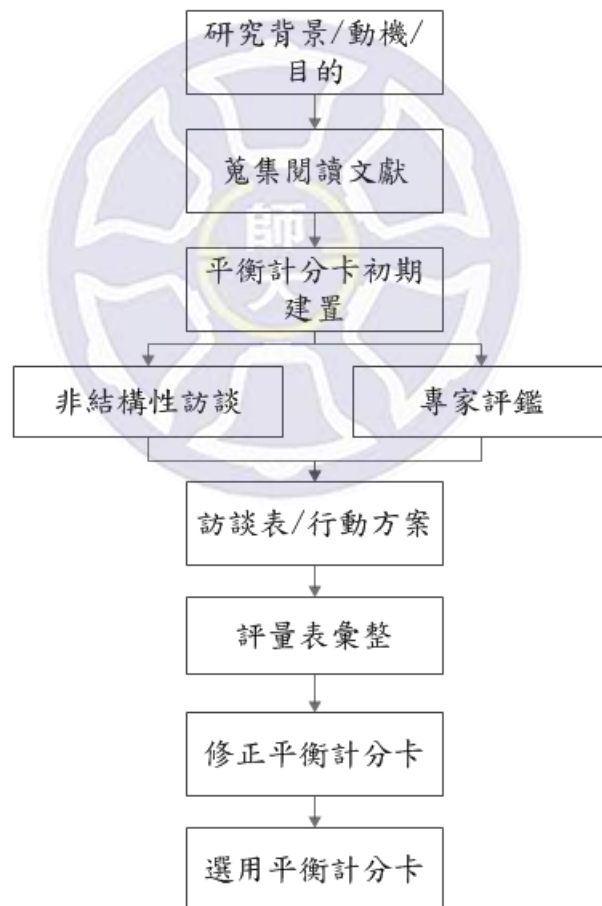 研究背景/動機/
目的
蒐集閱讀文獻
師
大
平衡計分卡初期
建置
非結構性訪談
專家評鑑
訪談表/行動方案
評量表彙整
修正平衡計分卡
選用平衡計分卡